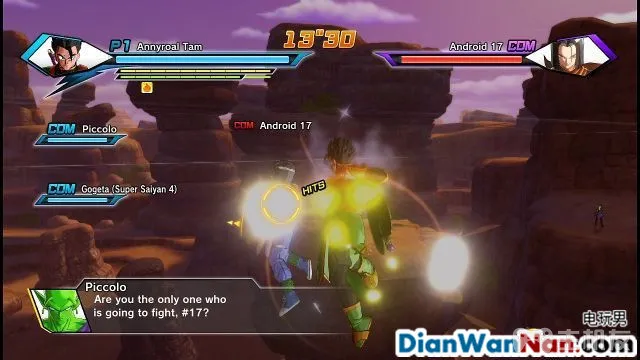 P1 Annyroal Tam
13"30
Android 17 COM
COM Piccolo
COM Android 17
COM Gogeta (Super Saiyan 4)
HITS
Piccolo
Are you the only one who
is going to fight, #17?
电玩男
DianWanNan.com